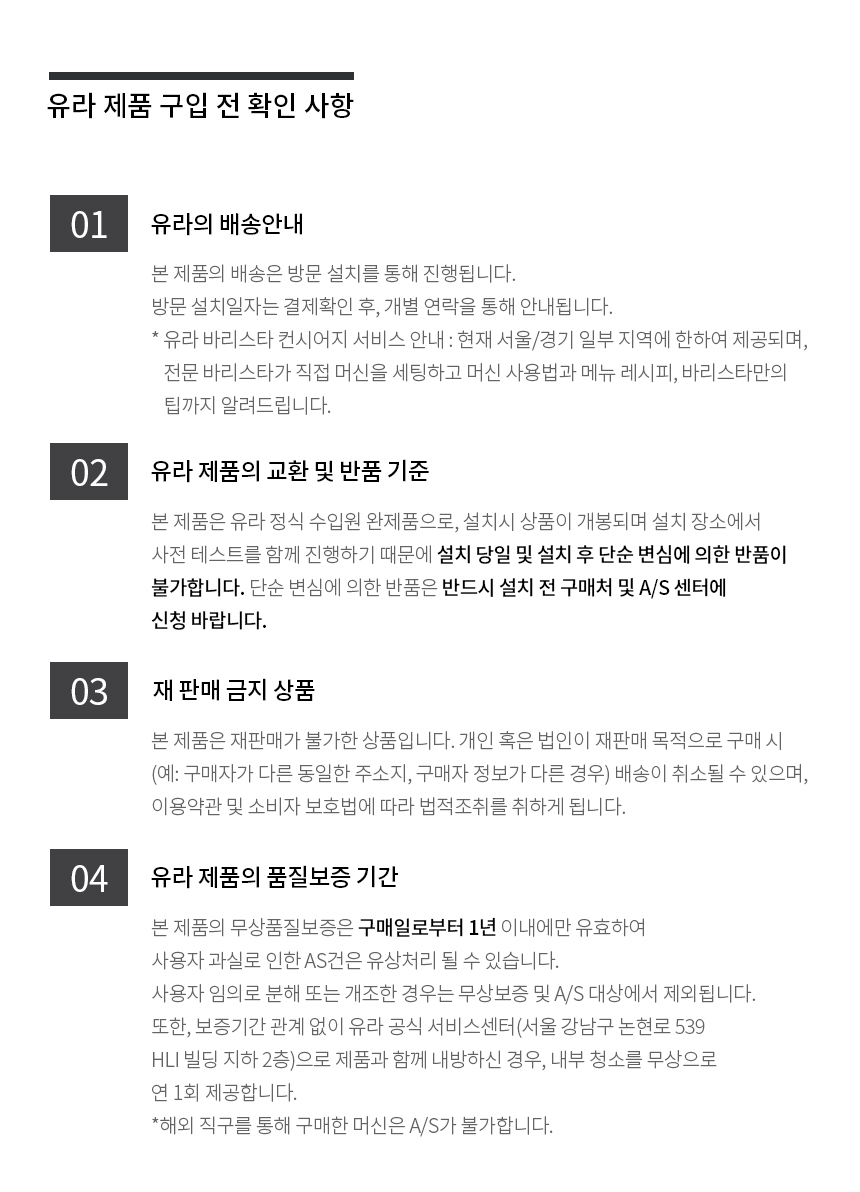 유라 제품 구입 전 확인 사항
01
유라의 배송안내
본 제품의 배송은 방문 설치를 통해 진행됩니다.
방문 설치일자는 결제확인 후, 개별 연락을 통해 안내됩니다.
* 유라 바리스타 컨시어지 서비스 안내 : 현재 서울/경기 일부 지역에 한하여 제공되며,
전문 바리스타가 직접 머신을 세팅하고 머신 사용법과 메뉴 레시피, 바리스타만의
팁까지 알려드립니다.
02
유라 제품의 교환 및 반품 기준
본 제품은 유라 정식 수입원 완제품으로, 설치시 상품이 개봉되며 설치 장소에서
사전 테스트를 함께 진행하기 때문에 설치 당일 및 설치 후 단순 변심에 의한 반품이
불가합니다. 단순 변심에 의한 반품은 반드시 설치 전 구매처 및 A/S 센터에
신청 바랍니다.
03
재 판매 금지 상품
본 제품은 재판매가 불가한 상품입니다. 개인 혹은 법인이 재판매 목적으로 구매 시
(예: 구매자가 다른 동일한 주소지, 구매자 정보가 다른 경우) 배송이 취소될 수 있으며,
이용약관 및 소비자 보호법에 따라 법적조취를 취하게 됩니다.
04
유라 제품의 품질보증 기간
본 제품의 무상품질보증은 구매일로부터 1년 이내에만 유효하여
사용자 과실로 인한 AS건은 유상처리 될 수 있습니다.
사용자 임의로 분해 또는 개조한 경우는 무상보증 및 A/S 대상에서 제외됩니다.
또한, 보증기간 관계 없이 유라 공식 서비스센터(서울 강남구 논현로 539
HLI 빌딩 지하 2층)으로 제품과 함께 내방하신 경우, 내부 청소를 무상으로
연 1회 제공합니다.
*해외 직구를 통해 구매한 머신은 A/S가 불가합니다.